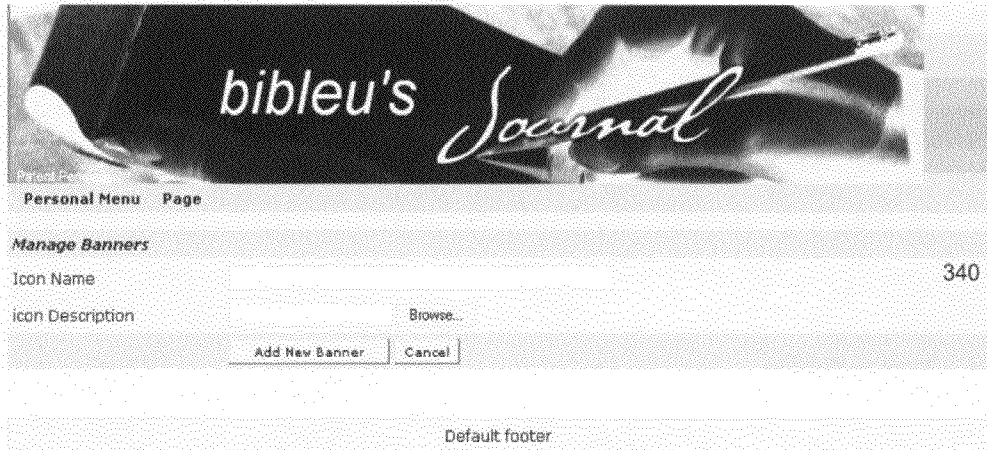 bibleu's Journal
Personal Menu Page
Manage Banners
Icon Name
340
icon Description Browse...
Add New Banner Cancel
Default footer